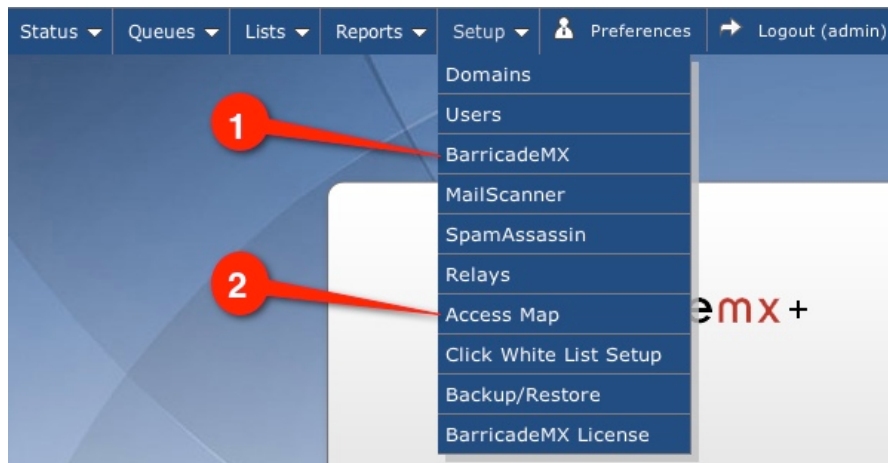 Status Queues Lists Reports Setup Preferences Logout (admin)
Domains
Users
1
BarricadeMX
MailScanner
SpamAssassin
Relays
2
Access Map
emx+
Click White List Setup
Backup/Restore
BarricadeMX License